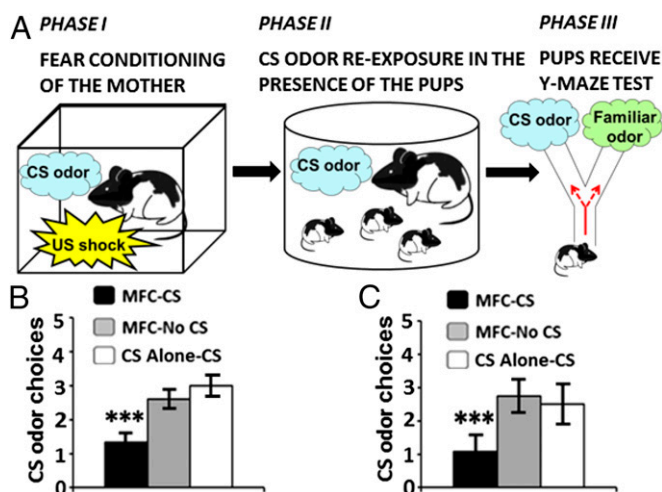 A
PHASE I
FEAR CONDITIONING
OF THE MOTHER
CS odor
US shock
PHASE II
CS ODOR RE-EXPOSURE IN THE
PRESENCE OF THE PUPS
CS odor
PHASE III
PUPS RECEIVE
Y-MAZE TEST
CS odor
Familiar
odor
B
MFC-CS
MFC-No CS
CS Alone-CS
CS odor choices
5
4
3
2
1
0
***
C
MFC-CS
MFC-No CS
CS Alone-CS
CS odor choices
5
4
3
2
1
0
***